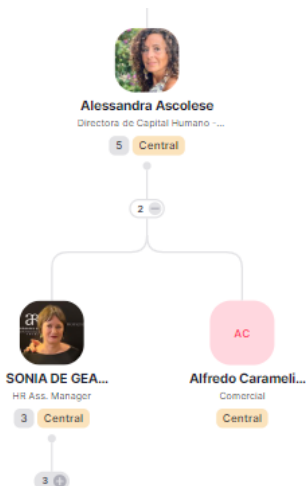 Alessandra Ascolese
Directora de Capital Humano -...
5 Central
2
AC
SONIA DE GEA...
Alfredo Carameli...
HR Ass. Manager
Comercial
3 Central
Central
3